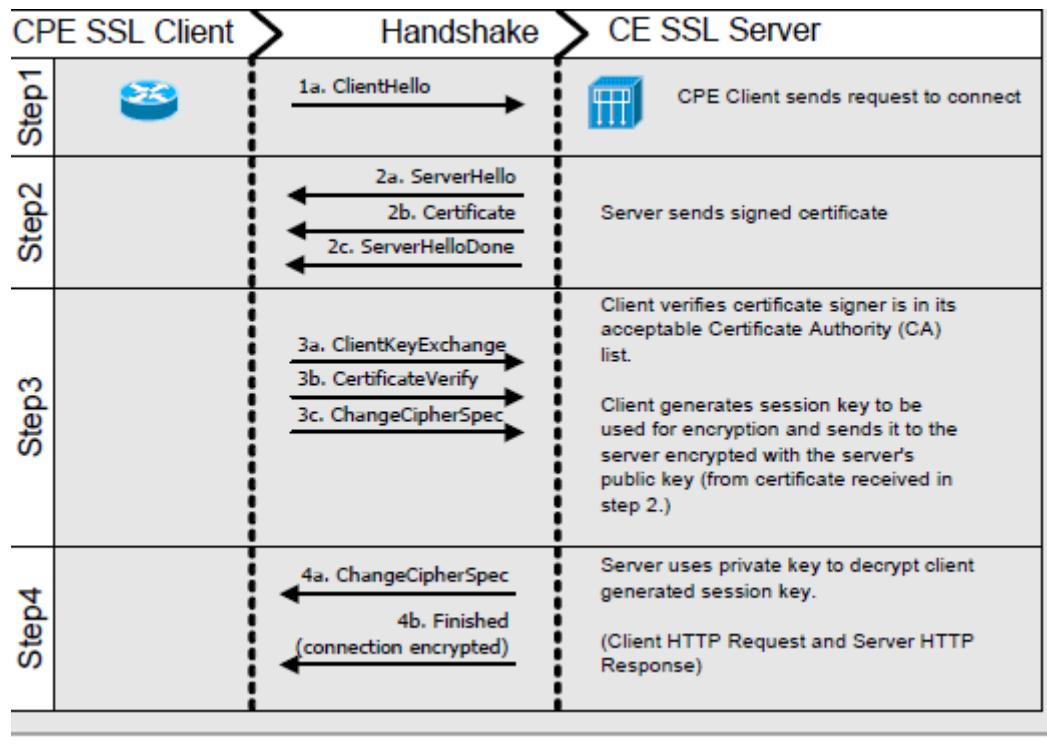 CPE SSL Client
Handshake
CE SSL Server
Step1
1a. ClientHello
CPE Client sends request to connect
Step2
2a. ServerHello
2b. Certificate
2c. ServerHelloDone
Server sends signed certificate
Step3
3a. ClientKeyExchange
3b. CertificateVerify
3c. ChangeCipherSpec
Client verifies certificate signer is in its
acceptable Certificate Authority (CA)
list.
Client generates session key to be
used for encryption and sends it to the
server encrypted with the server's
public key (from certificate received in
step 2.)
Step4
4a. ChangeCipherSpec
4b. Finished
(connection encrypted)
Server uses private key to decrypt client
generated session key.
(Client HTTP Request and Server HTTP
Response)